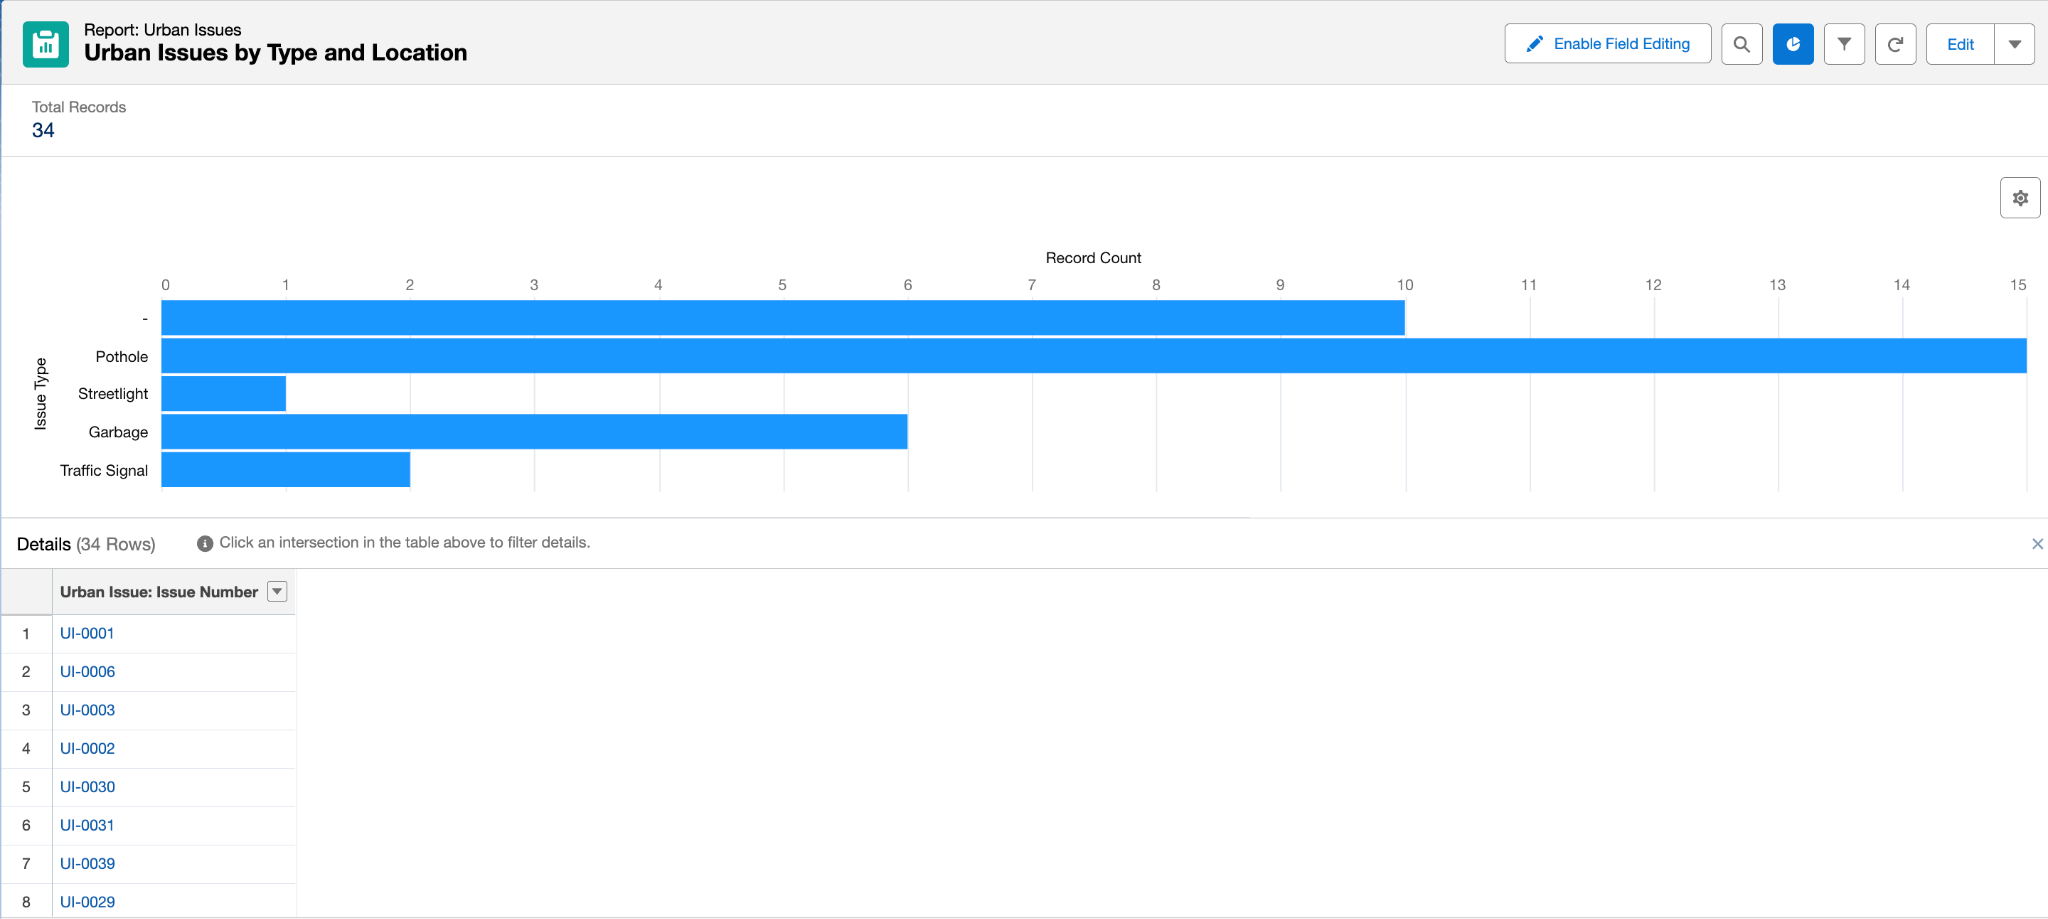 Report: Urban Issues
Urban Issues by Type and Location
Enable Field Editing
Edit
Total Records
34
Record Count
0 1 2 3 4 5 6 7 8 9 10 11 12 13 14 15
Issue Type
-
Pothole
Streetlight
Garbage
Traffic Signal
Details (34 Rows)
Click an intersection in the table above to filter details.
Urban Issue: Issue Number
1 UI-0001
2 UI-0006
3 UI-0003
4 UI-0002
5 UI-0030
6 UI-0031
7 UI-0039
8 UI-0029